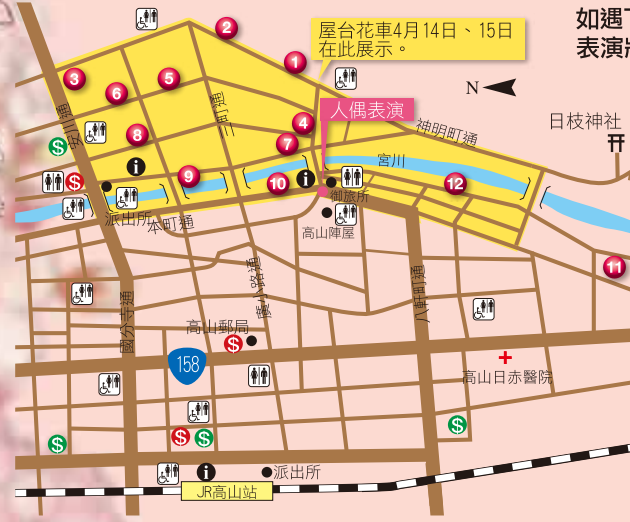 如遇
表演
屋台花車4月14日、15日
在此展示。
2
1
3
6
5
N
人偶表演
三町通
安川通
4
神明町通
日枝神社
$
8
7
宮川
i
9
i
10
12
$
御旅所
派出所
本町通
高山陣屋
11
八軒町通
國分寺通
高山郵局
$
158
高山日赤醫院
$
$
$
$
i
派出所
JR高山站